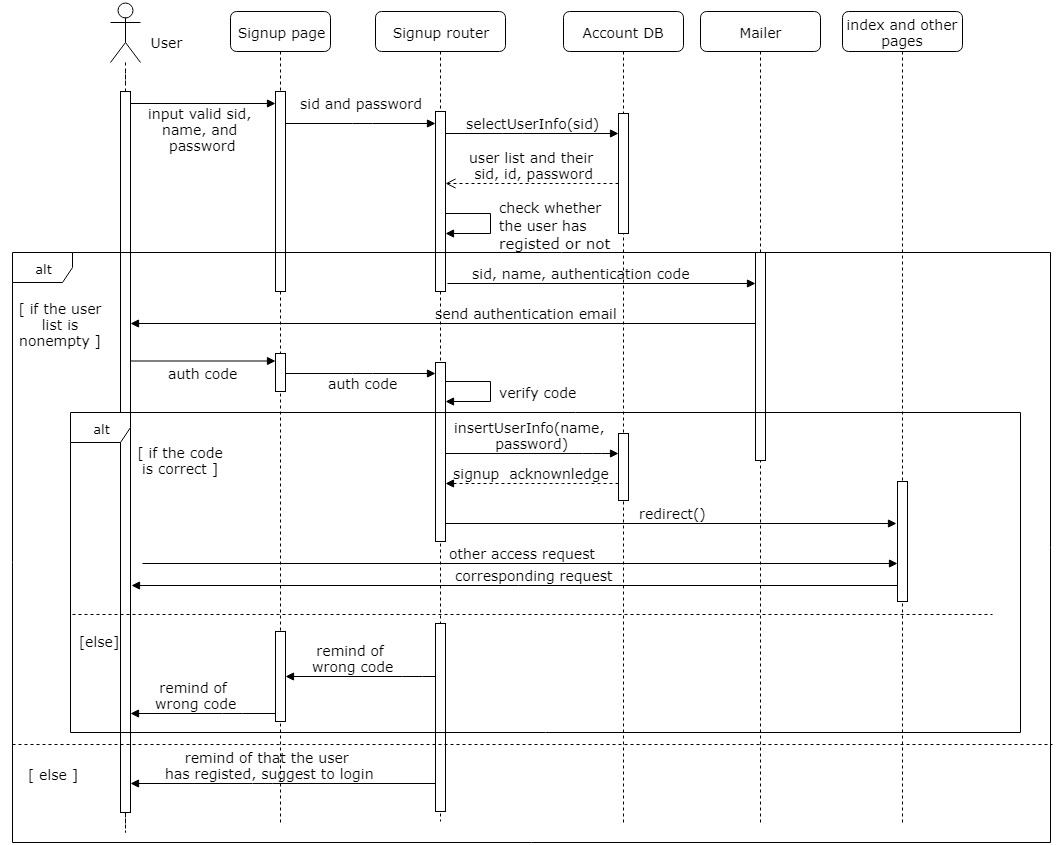 User
Signup page
Signup router
Account DB
Mailer
index and other
pages
input valid sid,
name, and
password
sid and password
selectUserInfo(sid)
user list and their
sid, id, password
check whether
the user has
registed or not
alt
[ if the user
list is
nonempty ]
sid, name, authentication code
send authentication email
auth code
auth code
verify code
alt
[ if the code
is correct ]
insertUserInfo(name,
password)
signup acknownledge
redirect()
other access request
corresponding request
[else]
remind of
wrong code
remind of
wrong code
[ else ]
remind of that the user
has registed, suggest to login